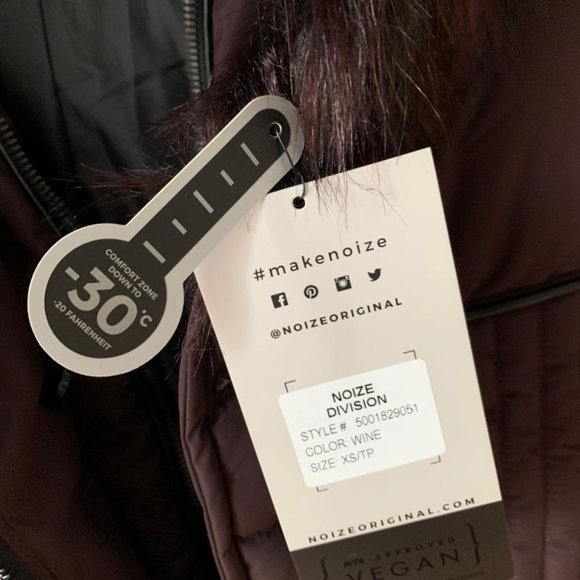 COMFORT ZONE
DOWN TO
-30°C
-20 FAHRENHEIT
#makenoize
@NOIZEORIGINAL
NOIZE
DIVISION
STYLE #: 5001829051
COLOR: WINE
SIZE: XS/TP
NOIZEORIGINAL.COM
PETA - APPROVED
VEGAN